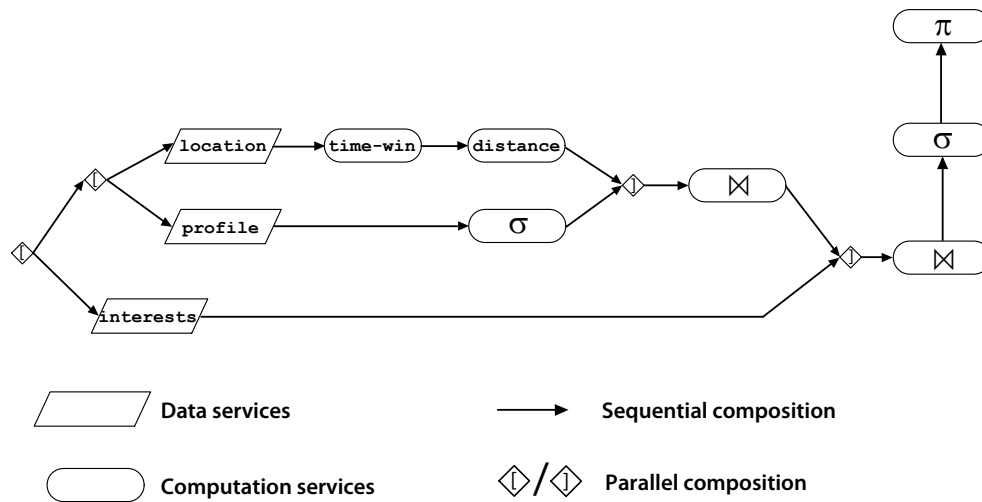 π
location
time-win
distance
σ
[
]
⋈
profile
σ
[
]
⋈
interests
Data services
Sequential composition
Computation services
[ / ]
Parallel composition